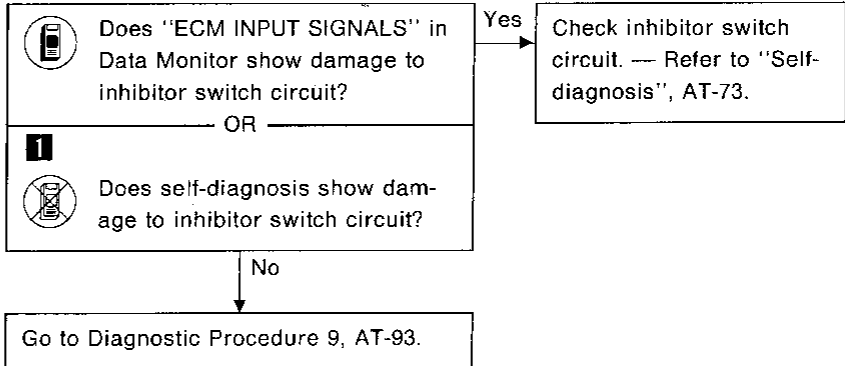 Does "ECM INPUT SIGNALS" in
Data Monitor show damage to
inhibitor switch circuit?
Yes
Check inhibitor switch
circuit. — Refer to "Self-
diagnosis", AT-73.
OR
1
Does self-diagnosis show dam-
age to inhibitor switch circuit?
No
Go to Diagnostic Procedure 9, AT-93.